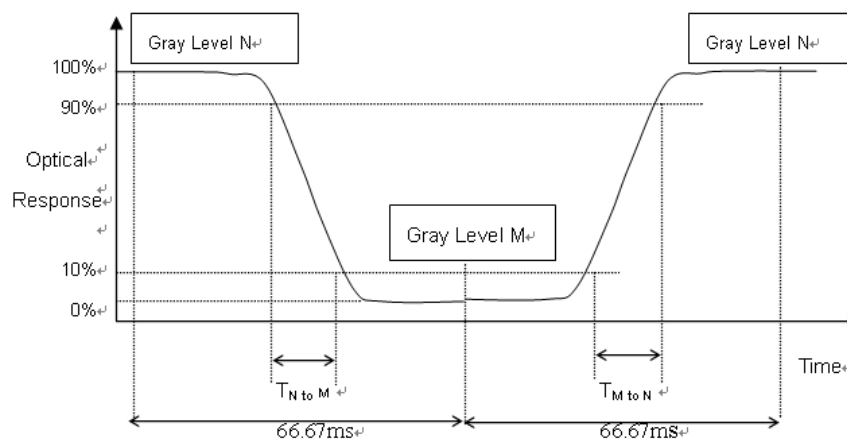 Gray Level N↵
Gray Level N↵
100%
90%
Optical↵
↵
Response↵
↵
Gray Level M↵
10%
0%
Time↵
TN to M ↵
TM to N ↵
66.67ms↵
66.67ms↵